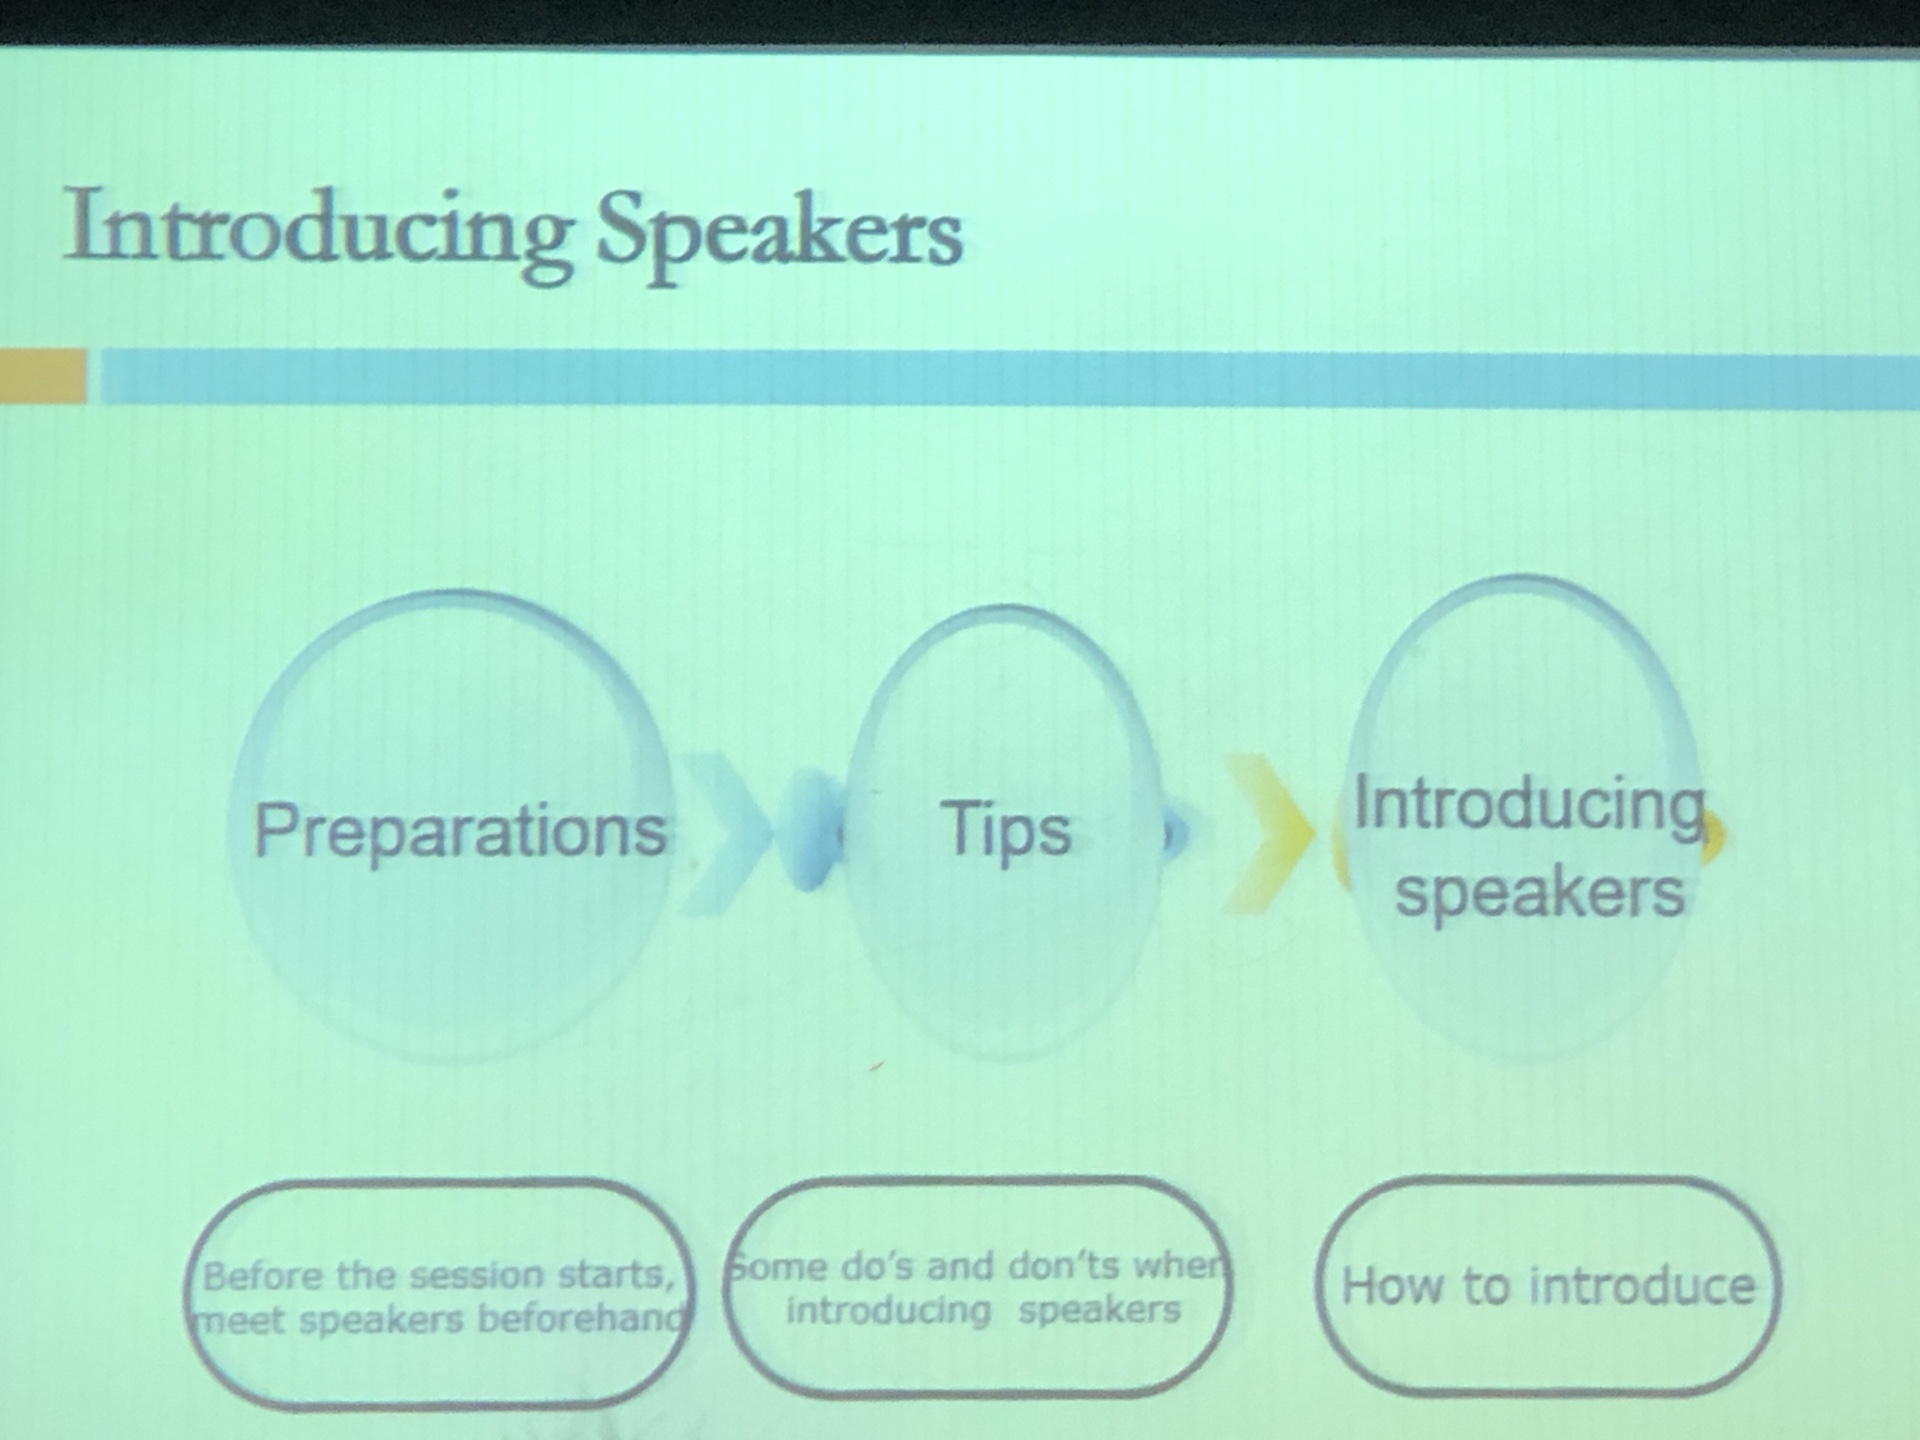 Introducing Speakers
Preparations
Tips
Introducing
speakers
Before the session starts,
meet speakers beforehand
Some do's and don'ts when
introducing speakers
How to introduce